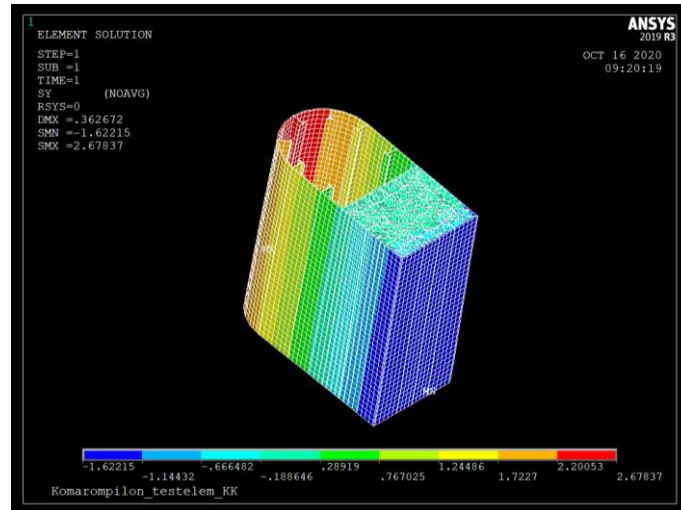 1
ELEMENT SOLUTION
STEP=1
SUB =1
TIME=1
SY (NOAVG)
RSYS=0
DMX =.362672
SMN =-1.62215
SMX =2.67837
ANSYS
2019 R3
OCT 16 2020
09:20:19
MN
-1.62215 -.666482 .28919 1.24486 2.20053
-1.14432 -.188646 .767025 1.7227 2.67837
Komarompilon_testelem_KK